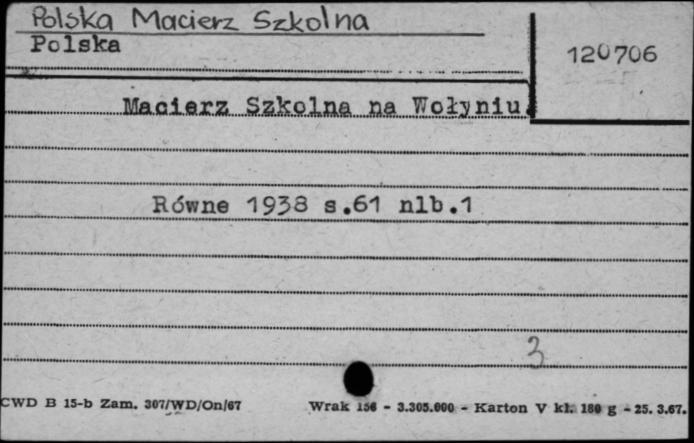 Polska Macierz Szkolna
Polska
120706
Macierz Szkolna na Wołyniu.
Równe 1938 s.61 nlb.1
3
CWD B 15-b Zam. 307/WD/On/67
Wrak 156 - 3.305.000 - Karton V kl. 180 g - 25. 3.67.